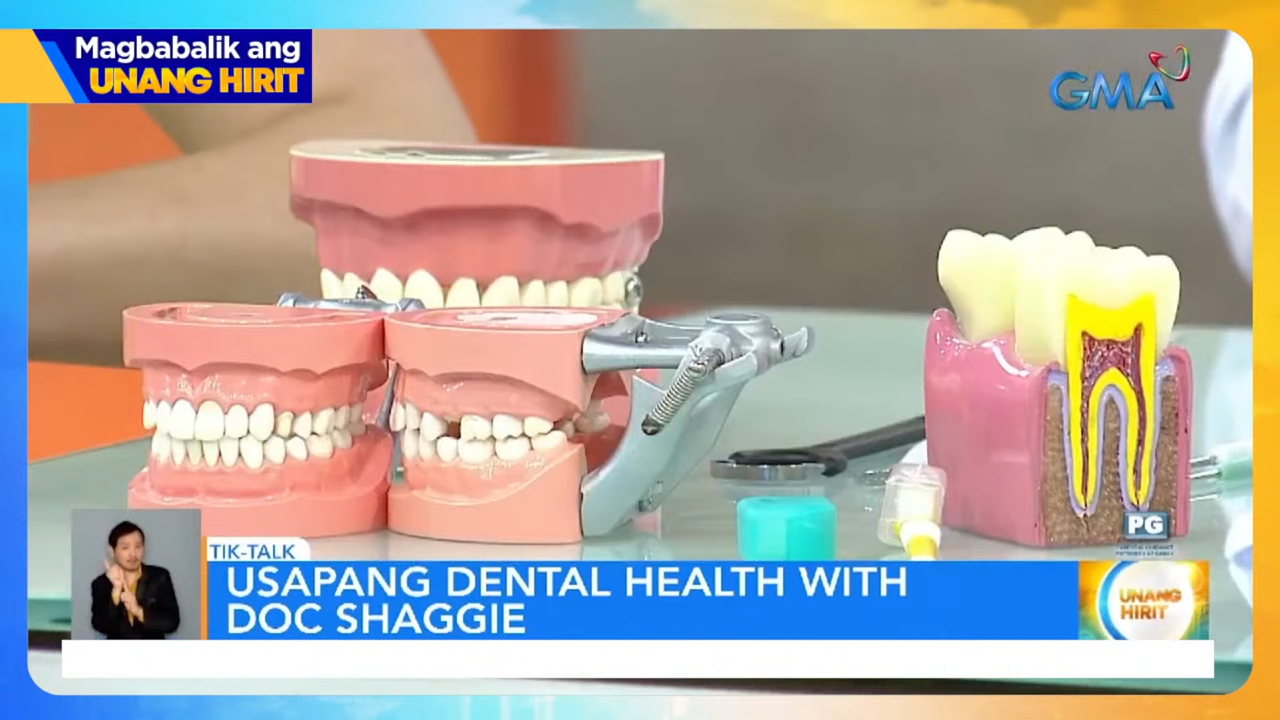 Magbabalik ang
UNANG HIRIT
GMA
PG
TIK-TALK
USAPANG DENTAL HEALTH WITH
DOC SHAGGIE
UNANG
HIRIT